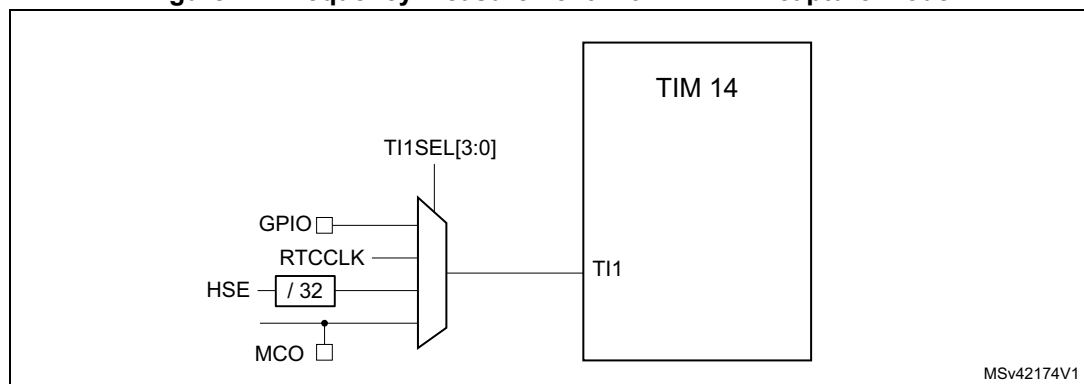 TIM 14
TI1SEL[3:0]
GPIO
RTCCLK
TI1
HSE
/ 32
MCO
MSv42174V1